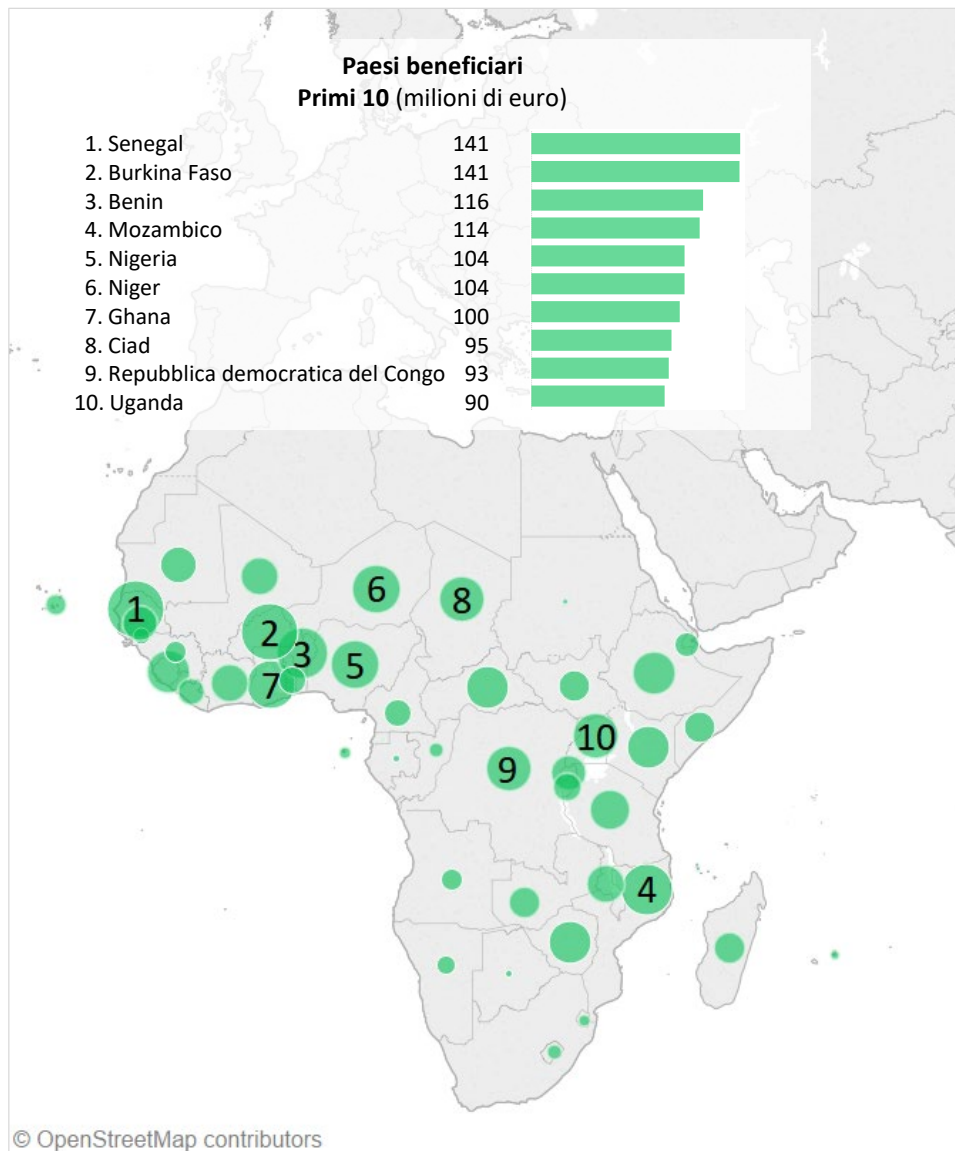 Paesi beneficiari
Primi 10 (milioni di euro)
1. Senegal 141
2. Burkina Faso 141
3. Benin 116
4. Mozambico 114
5. Nigeria 104
6. Niger 104
7. Ghana 100
8. Ciad 95
9. Repubblica democratica del Congo 93
10. Uganda 90
6
8
1
2
3
5
7
10
9
4
© OpenStreetMap contributors